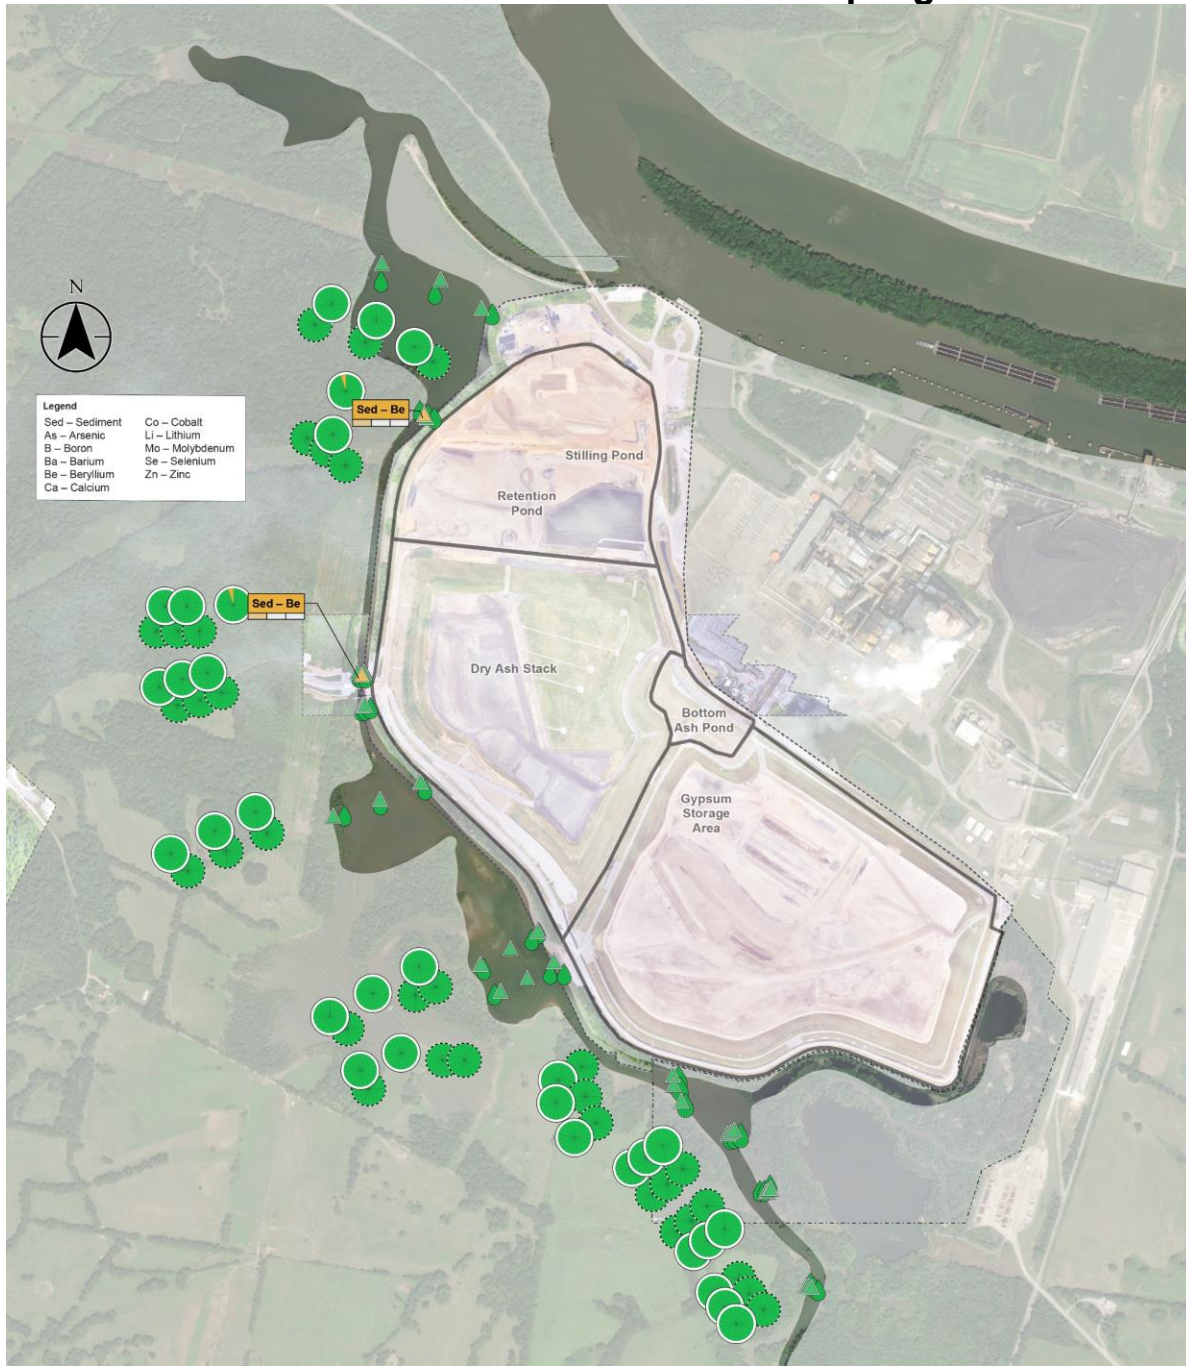 N
Legend
Sed – Sediment
As – Arsenic
B – Boron
Ba – Barium
Be – Beryllium
Ca – Calcium
Co – Cobalt
Li – Lithium
Mo – Molybdenum
Se – Selenium
Zn – Zinc
Sed – Be
Stilling Pond
Retention
Pond
Sed – Be
Dry Ash Stack
Bottom
Ash Pond
Gypsum
Storage
Area